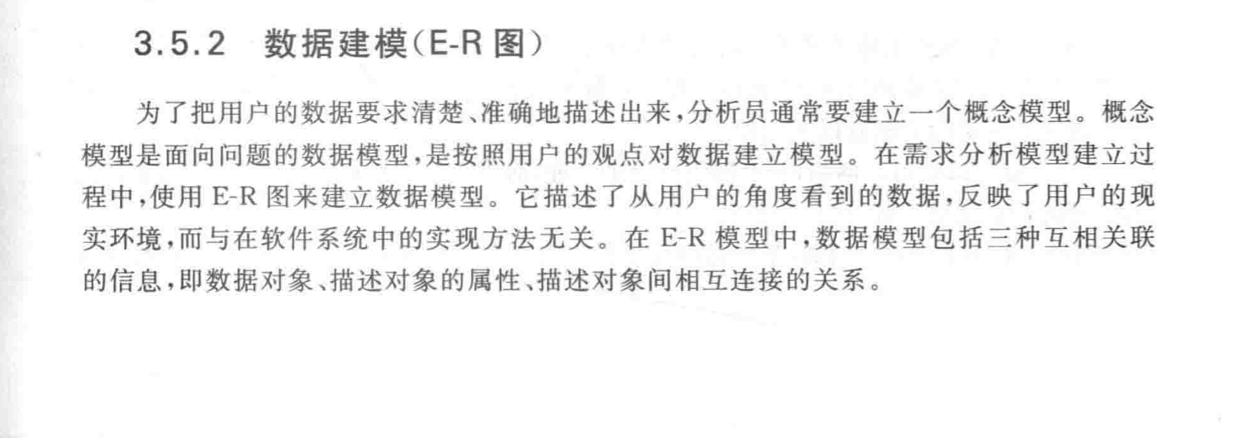 3.5.2 数据建模(E-R 图)
为了把用户的数据要求清楚、准确地描述出来,分析员通常要建立一个概念模型。概念
模型是面向问题的数据模型,是按照用户的观点对数据建立模型。在需求分析模型建立过
程中,使用 E-R 图来建立数据模型。它描述了从用户的角度看到的数据,反映了用户的现
实环境,而与在软件系统中的实现方法无关。在 E-R 模型中,数据模型包括三种互相关联
的信息,即数据对象、描述对象的属性、描述对象间相互连接的关系。